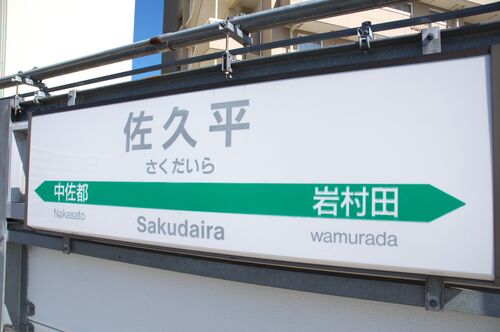 佐久平
さくだいら
中佐都 岩村田
Nakasato wamurada
Sakudaira